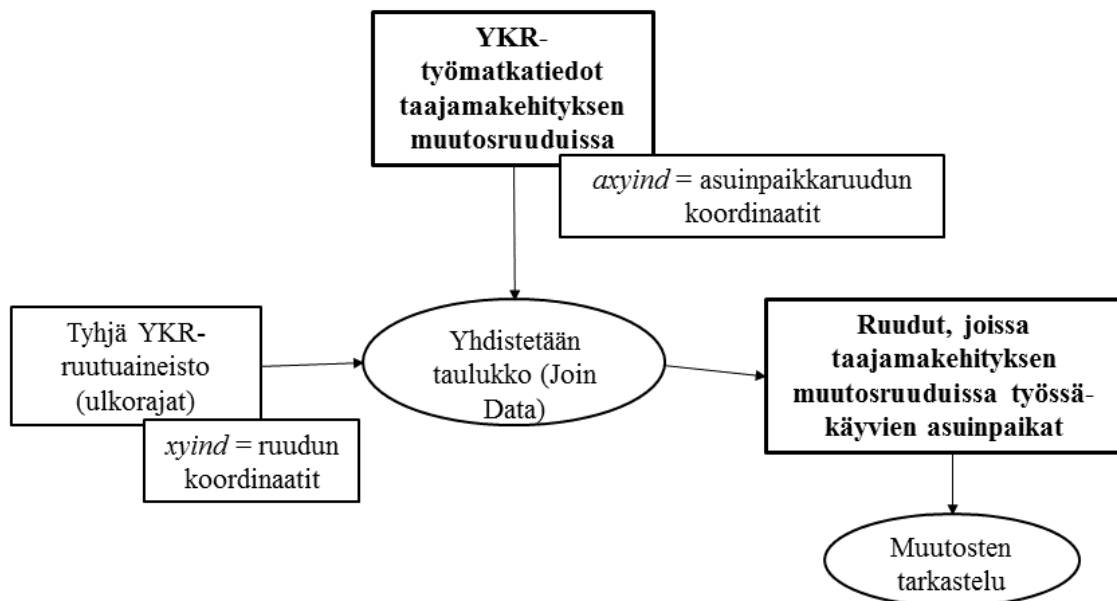 YKR-
työmatkatiedot
taajamakehityksen
muutosruuduissa
axyind = asuinpaikkaruudun
koordinaatit
Tyhjä YKR-
ruutuaineisto
(ulkorajat)
xyind = ruudun
koordinaatit
Yhdistetään
taulukko (Join
Data)
Ruudut, joissa
taajamakehityksen
muutosruuduissa työssä-
käyvien asuinpaikat
Muutosten
tarkastelu